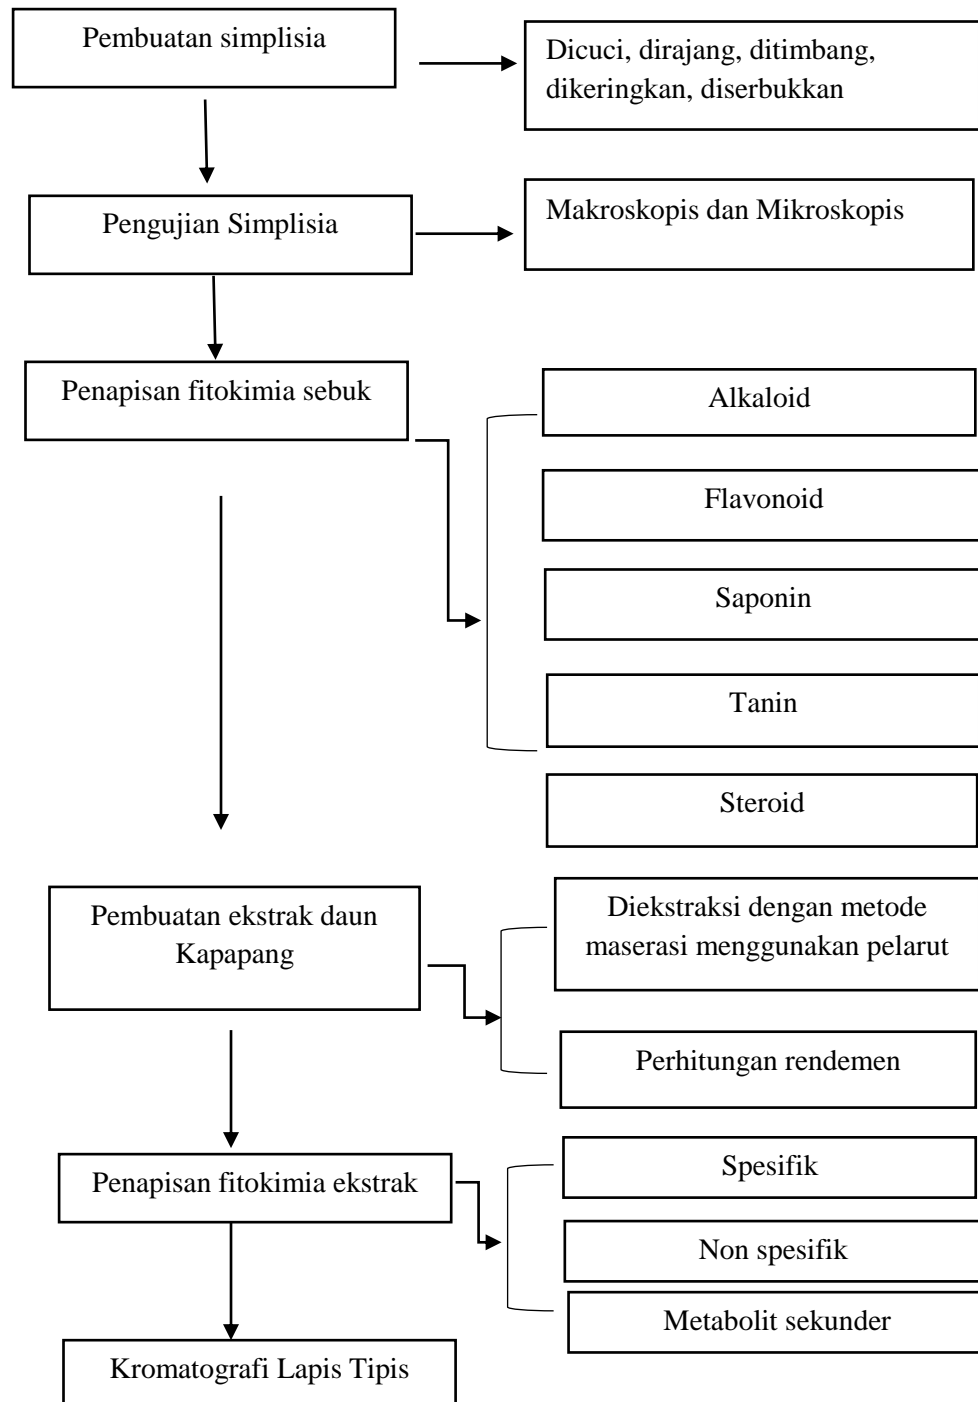 Pembuatan simplisia
Dicuci, dirajang, ditimbang,
dikeringkan, diserbukkan
Pengujian Simplisia
Makroskopis dan Mikroskopis
Penapisan fitokimia sebuk
Alkaloid
Flavonoid
Saponin
Tanin
Steroid
Pembuatan ekstrak daun
Kapapang
Diekstraksi dengan metode
maserasi menggunakan pelarut
Perhitungan rendemen
Penapisan fitokimia ekstrak
Spesifik
Non spesifik
Metabolit sekunder
Kromatografi Lapis Tipis